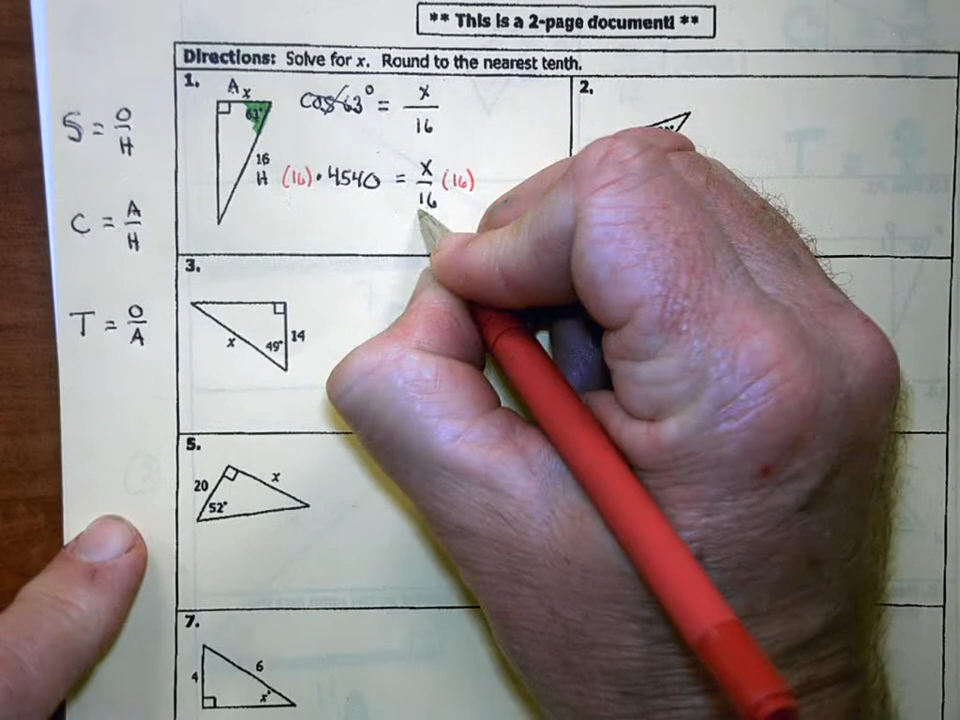 ** This is a 2-page document! **
Directions: Solve for x. Round to the nearest tenth.
1.
A x
63°
16
H
cos 63° = x/16
(16) • 4540 = x/16 (16)
2.
S = O/H
C = A/H
T = O/A
3.
14
x
49°
5.
20
x
52°
7.
4
6
x°